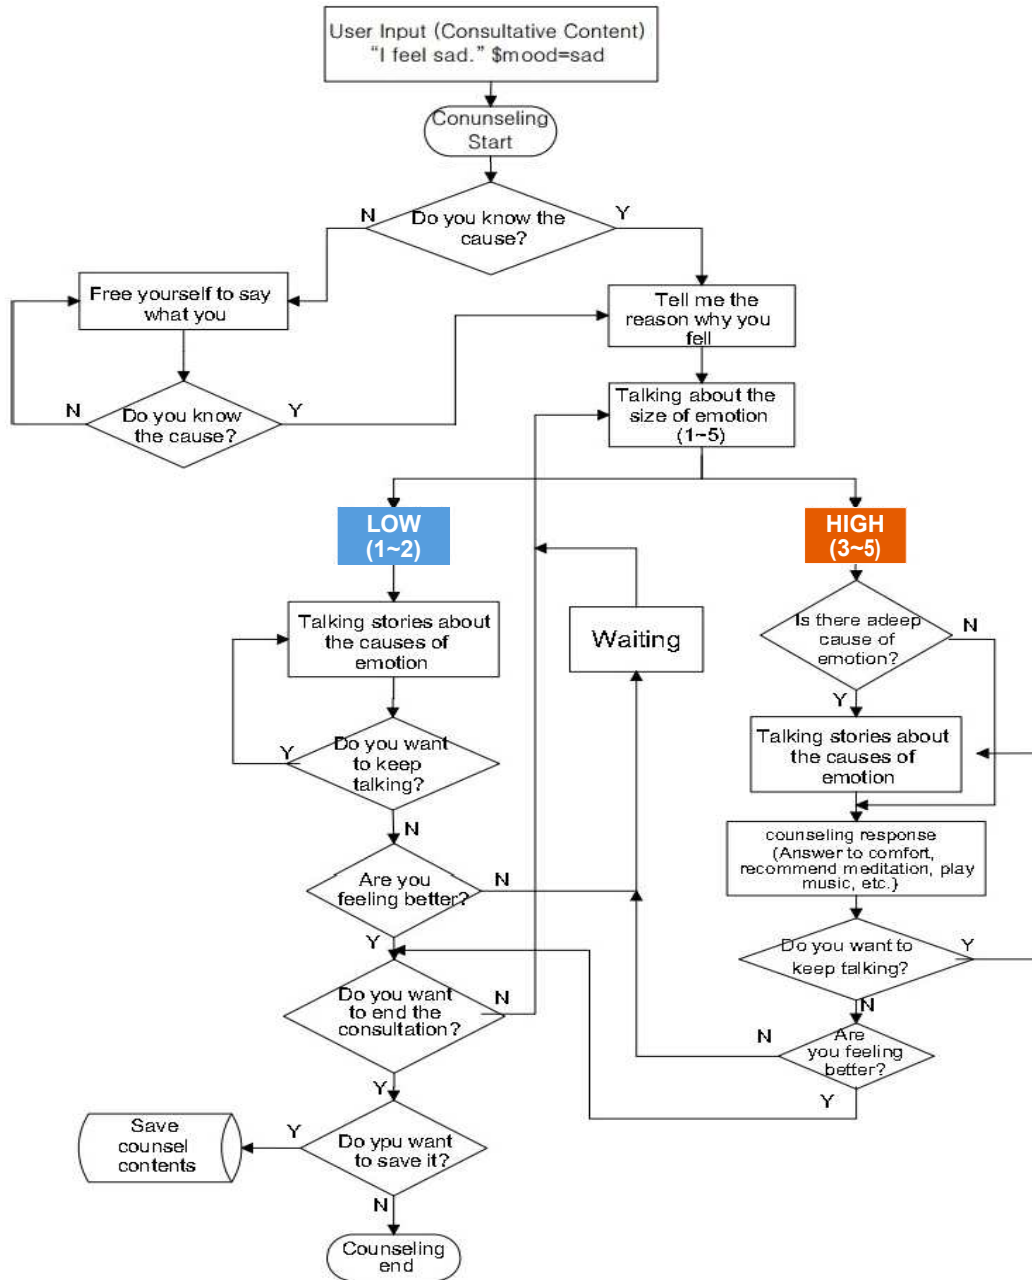 User Input (Consultative Content)
“I feel sad.” $mood=sad
Conunseling
Start
N
Do you know the
cause?
Y
Free yourself to say
what you
Tell me the
reason why you
fell
N
Do you know
the cause?
Y
Talking about the
size of emotion
(1~5)
LOW
(1~2)
HIGH
(3~5)
Talking stories about
the causes of
emotion
Waiting
Is there adeep
cause of
emotion?
N
Y
Y
Do you want
to keep
talking?
N
Talking stories about
the causes of
emotion
counseling response
(Answer to comfort,
recommend meditation, play
music, etc.}
Are you
feeling better?
N
Y
Do you want to
keep talking?
Y
N
Do you want
to end the
consultation?
N
Y
N
Are
you feeling
better?
Y
Save
counsel
contents
Y
Do ypu want
to save it?
N
Counseling
end